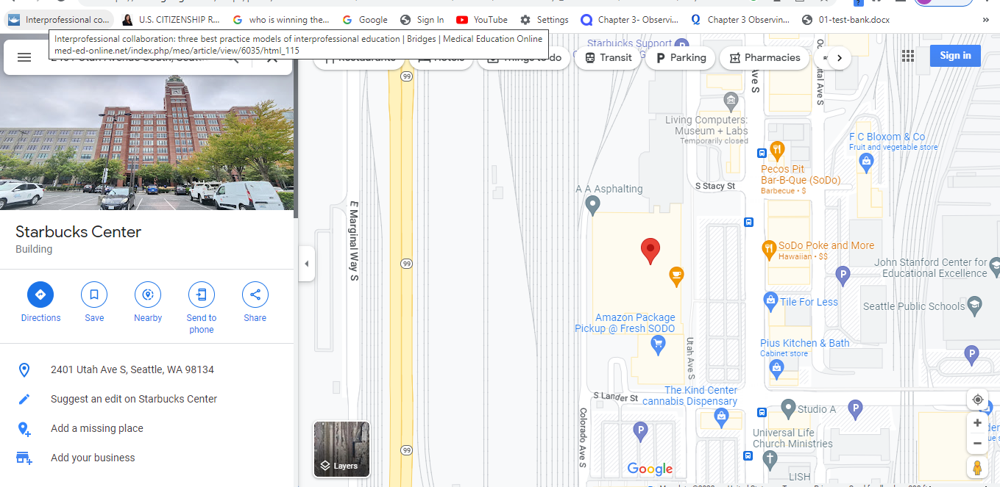 Interprofessional co...
U.S. CITIZENSHIP R...
who is winning the...
Google
Sign In
YouTube
Settings
Chapter 3- Observi...
Chapter 3 Observin...
01-test-bank.docx
»
Interprofessional collaboration: three best practice models of interprofessional education | Bridges | Medical Education Online
med-ed-online.net/index.php/meo/article/view/6035/html_115
Starbucks Support
to do
Transit
Parking
Pharmacies
Sign in
Starbucks Center
Building
Directions
Save
Nearby
Send to
phone
Share
2401 Utah Ave S, Seattle, WA 98134
Suggest an edit on Starbucks Center
Add a missing place
Add your business
Layers
99
99
99
E Marginal Way S
Ave S
Living Computers:
Museum + Labs
Temporarily closed
F C Bloxom & Co
Fruit and vegetable store
Pecos Pit
Bar-B-Que (SoDo)
Barbecue • $
S Stacy St
A A Asphalting
SoDo Poke and More
Hawaiian • $$
John Stanford Center for
Educational Excellence
Tile For Less
Seattle Public Schools
Amazon Package
Pickup @ Fresh SODO
Utah Ave S
Pius Kitchen & Bath
Cabinet store
P
P
P
P
The Kind Center
cannabis Dispensary
S Lander St
Colorado Ave S
Studio A
Universal Life
Church Ministries
LISH
Google